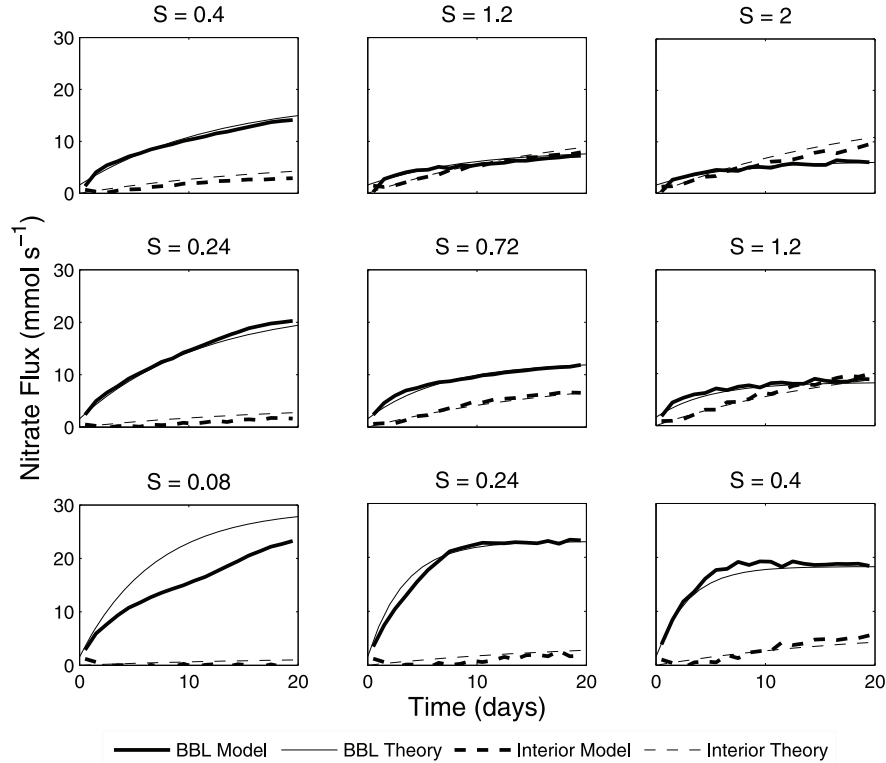 S = 0.4
S = 1.2
S = 2
30
20
10
0
S = 0.24
S = 0.72
S = 1.2
30
20
10
0
S = 0.08
S = 0.24
S = 0.4
30
20
10
0
0
10
20
0
10
20
0
10
20
Nitrate Flux (mmol s⁻¹)
Time (days)
BBL Model
BBL Theory
Interior Model
Interior Theory